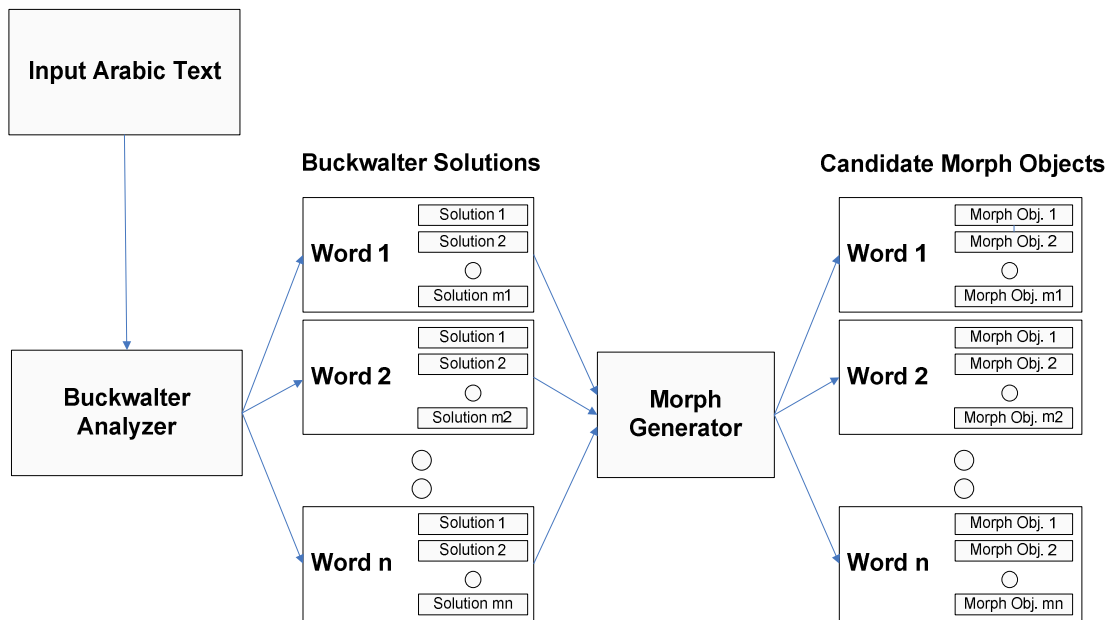 Input Arabic Text
Buckwalter
Analyzer
Buckwalter Solutions
Word 1
Solution 1
Solution 2
Solution m1
Word 2
Solution 1
Solution 2
Solution m2
Word n
Solution 1
Solution 2
Solution mn
Morph
Generator
Candidate Morph Objects
Word 1
Morph Obj. 1
Morph Obj. 2
Morph Obj. m1
Word 2
Morph Obj. 1
Morph Obj. 2
Morph Obj. m2
Word n
Morph Obj. 1
Morph Obj. 2
Morph Obj. mn